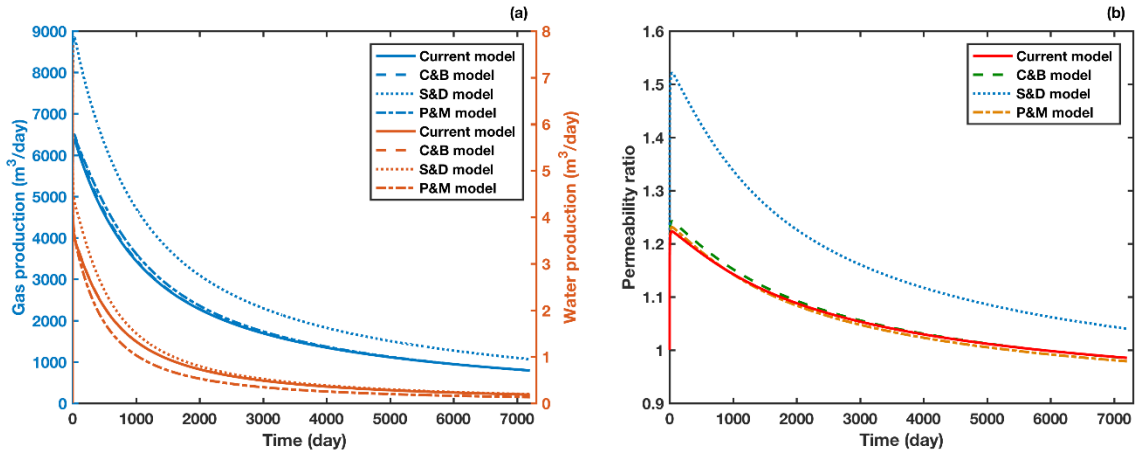 (a)
9000
8000
7000
6000
5000
4000
3000
2000
1000
0
Gas production (m³/day)
Current model
C&B model
S&D model
P&M model
Current model
C&B model
S&D model
P&M model
8
7
6
5
4
3
2
1
0
Water production (m³/day)
0 1000 2000 3000 4000 5000 6000 7000
Time (day)
(b)
1.6
1.5
1.4
1.3
1.2
1.1
1
0.9
Permeability ratio
Current model
C&B model
S&D model
P&M model
0 1000 2000 3000 4000 5000 6000 7000
Time (day)